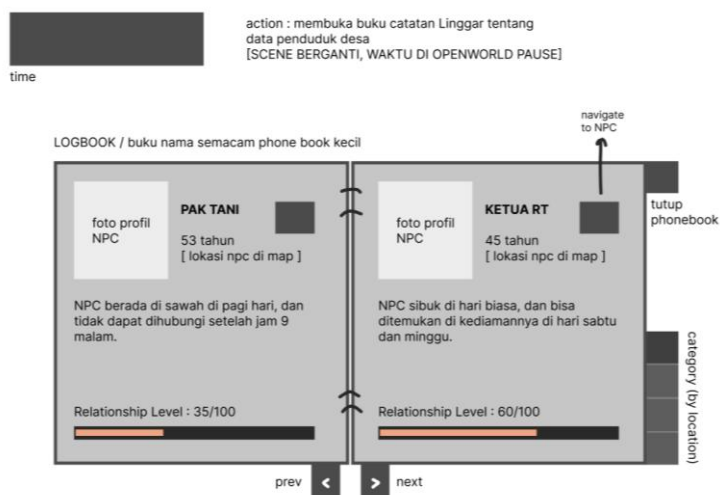 action : membuka buku catatan Linggar tentang
data penduduk desa
[SCENE BERGANTI, WAKTU DI OPENWORLD PAUSE]
time
navigate
to NPC
LOGBOOK / buku nama semacam phone book kecil
foto profil
NPC
PAK TANI
53 tahun
[ lokasi npc di map ]
NPC berada di sawah di pagi hari, dan
tidak dapat dihubungi setelah jam 9
malam.
Relationship Level : 35/100
foto profil
NPC
KETUA RT
45 tahun
[ lokasi npc di map ]
NPC sibuk di hari biasa, dan bisa
ditemukan di kediamannya di hari sabtu
dan minggu.
Relationship Level : 60/100
tutup
phonebook
category (by location)
prev < > next